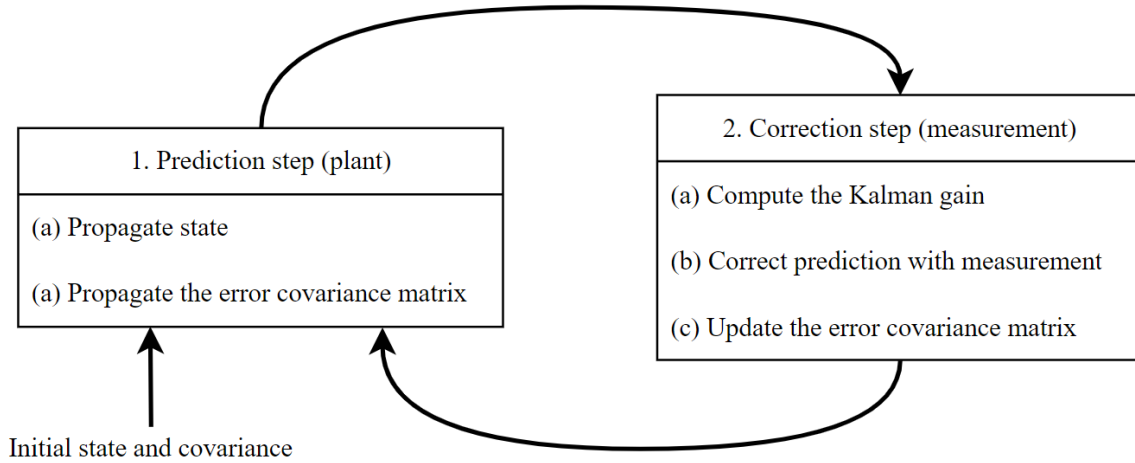 1. Prediction step (plant)
(a) Propagate state
(a) Propagate the error covariance matrix
Initial state and covariance
2. Correction step (measurement)
(a) Compute the Kalman gain
(b) Correct prediction with measurement
(c) Update the error covariance matrix